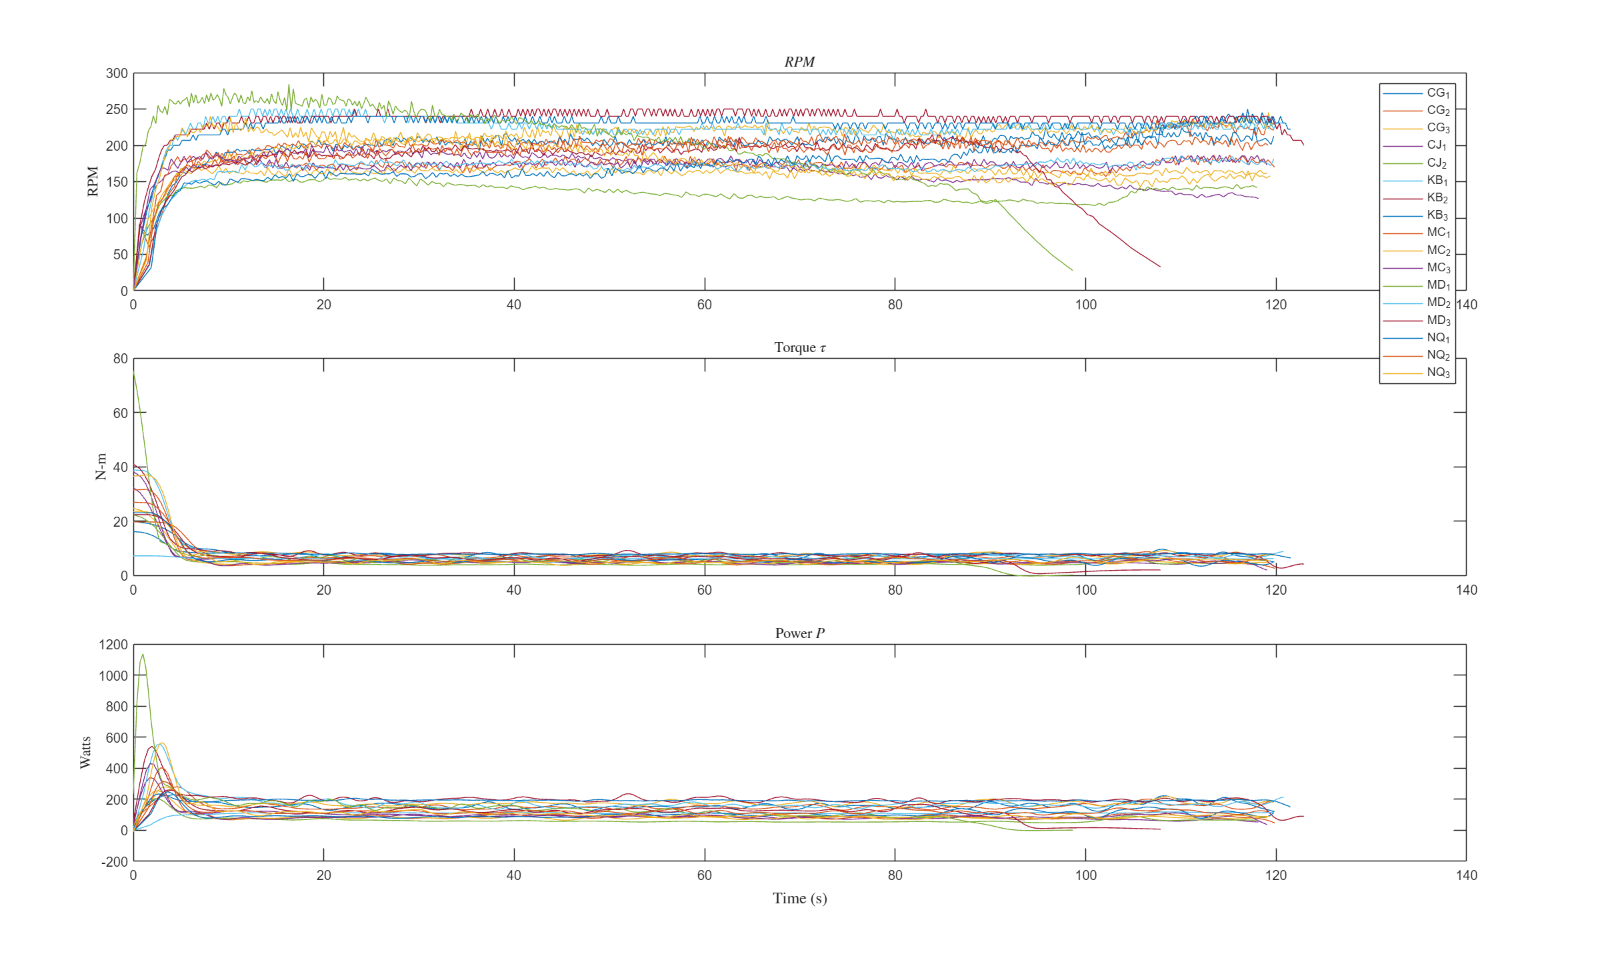 RPM
300
250
200
150
100
50
0
RPM
0 20 40 60 80 100 120 140
CG1
CG2
CG3
CJ1
CJ2
KB1
KB2
KB3
MC1
MC2
MC3
MD1
MD2
MD3
NQ1
NQ2
NQ3
Torque τ
80
60
40
20
0
N-m
0 20 40 60 80 100 120 140
Power P
1200
1000
800
600
400
200
0
-200
Watts
0 20 40 60 80 100 120 140
Time (s)